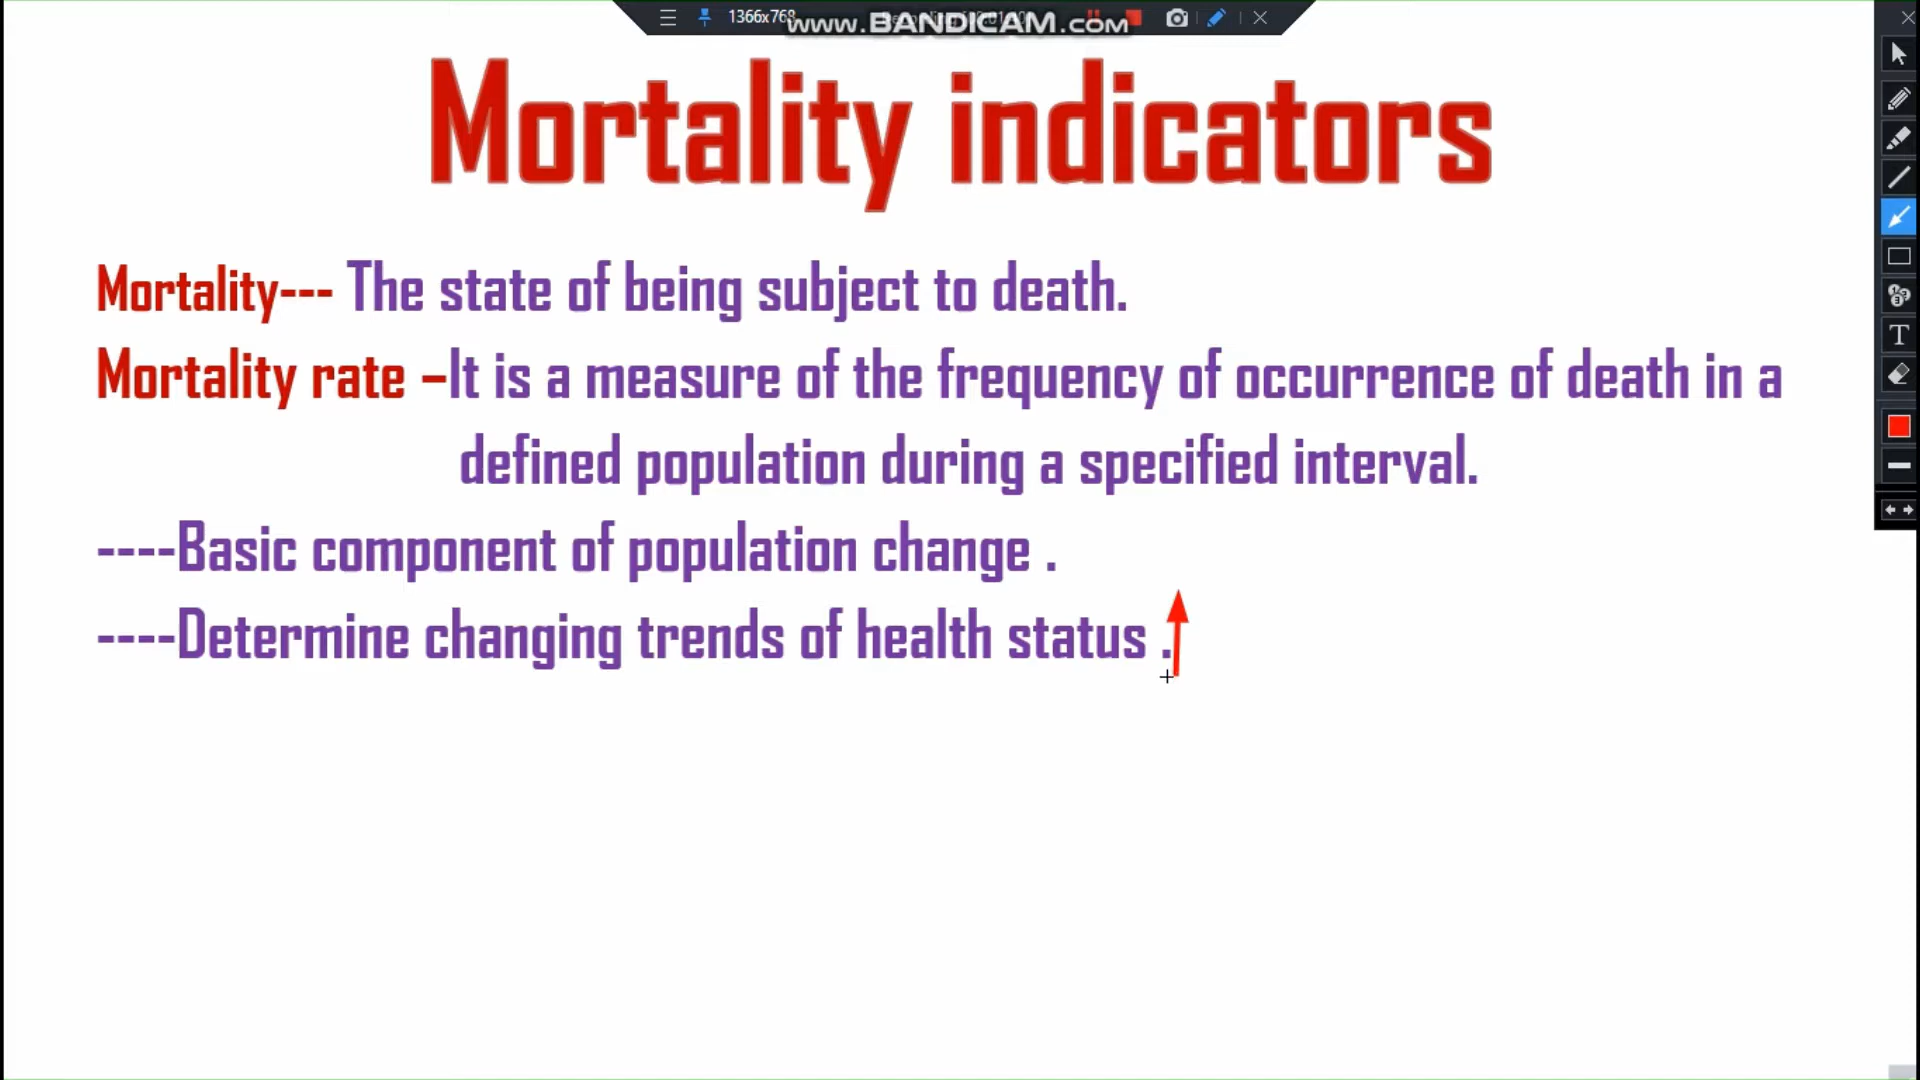 1366x768
www.BANDICAM.com
Mortality indicators
Mortality--- The state of being subject to death.
Mortality rate –It is a measure of the frequency of occurrence of death in a
defined population during a specified interval.
----Basic component of population change .
----Determine changing trends of health status .